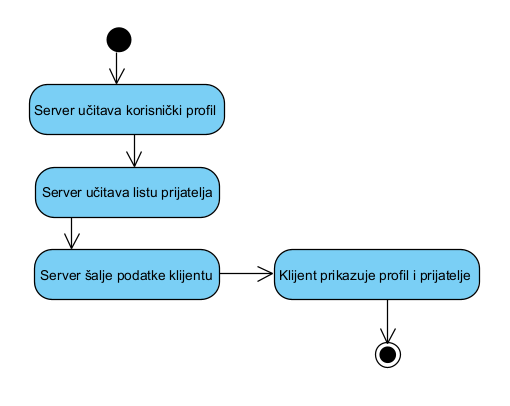 Server učitava korisnički profil
Server učitava listu prijatelja
Server šalje podatke klijentu
Klijent prikazuje profil i prijatelje